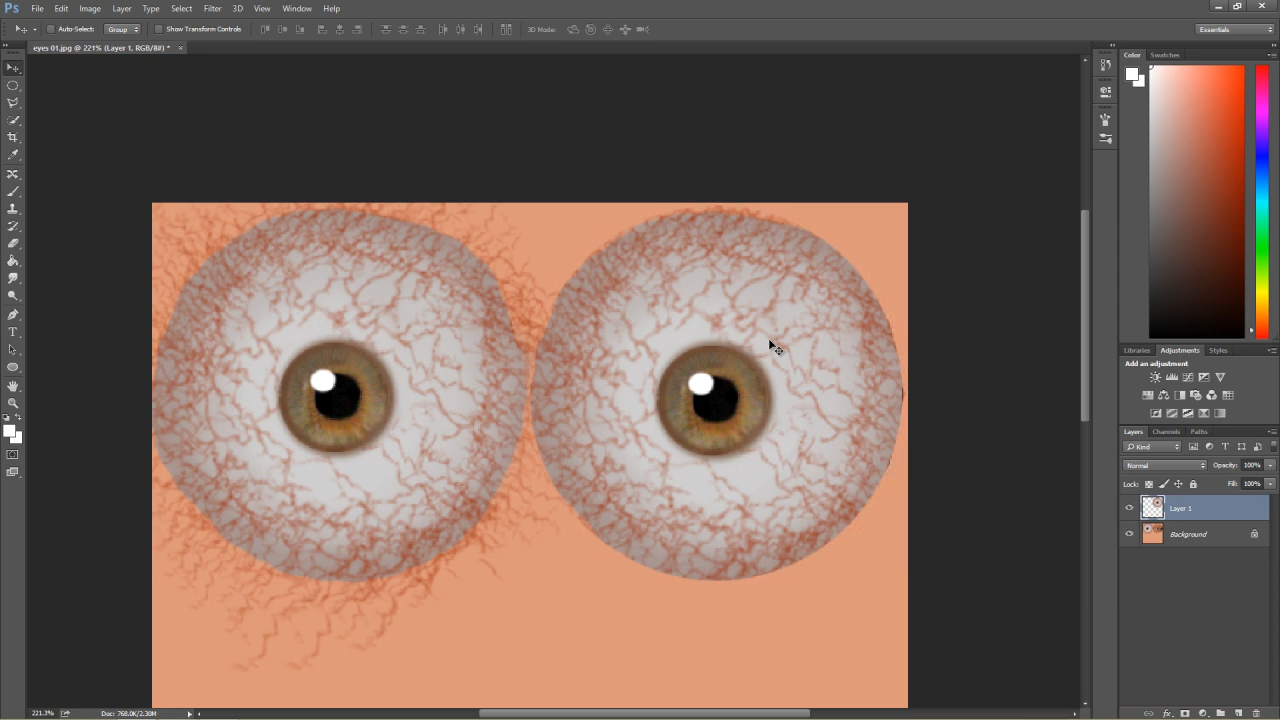 Ps File Edit Image Layer Type Select Filter 3D View Window Help
Auto-Select: Group Show Transform Controls 3D Mode: Essentials
eyes 01.jpg @ 221% (Layer 1, RGB/8#) * ×
Color Swatches
Libraries Adjustments Styles
Add an adjustment
Layers Channels Paths
Kind
Normal Opacity: 100%
Lock: Fill: 100%
Layer 1
Background
221.3% Doc: 768.0K/2.30M